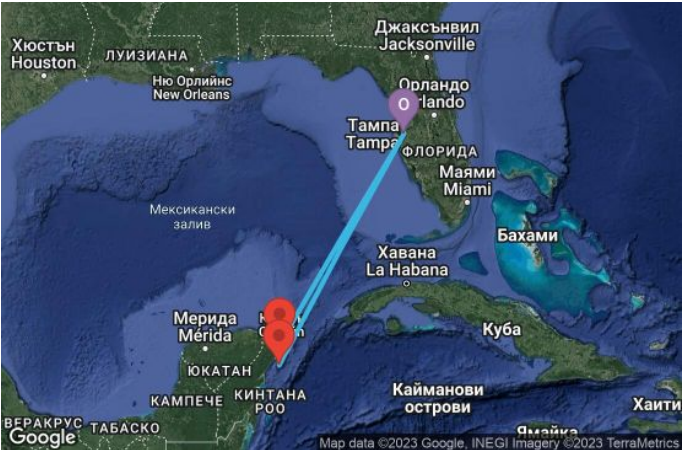 Джаксънвил
Jacksonville
Хюстън
Houston
ЛУИЗИАНА
Ню Орлийнс
New Orleans
Орландо
rlando
O
Тампа
Tampa
ФЛОРИДА
Маями
Miami
Мексикански
залив
Бахами
Хавана
La Habana
Мерида
Mérida
Куба
ЮКАТАН
КАМПЕЧЕ
КИНТАНА
РОО
Кайманови
острови
Хаити
ВЕРАКРУС
ТАБАСКО
Ямайка
Google
Map data ©2023 Google, INEGI Imagery ©2023 TerraMetrics